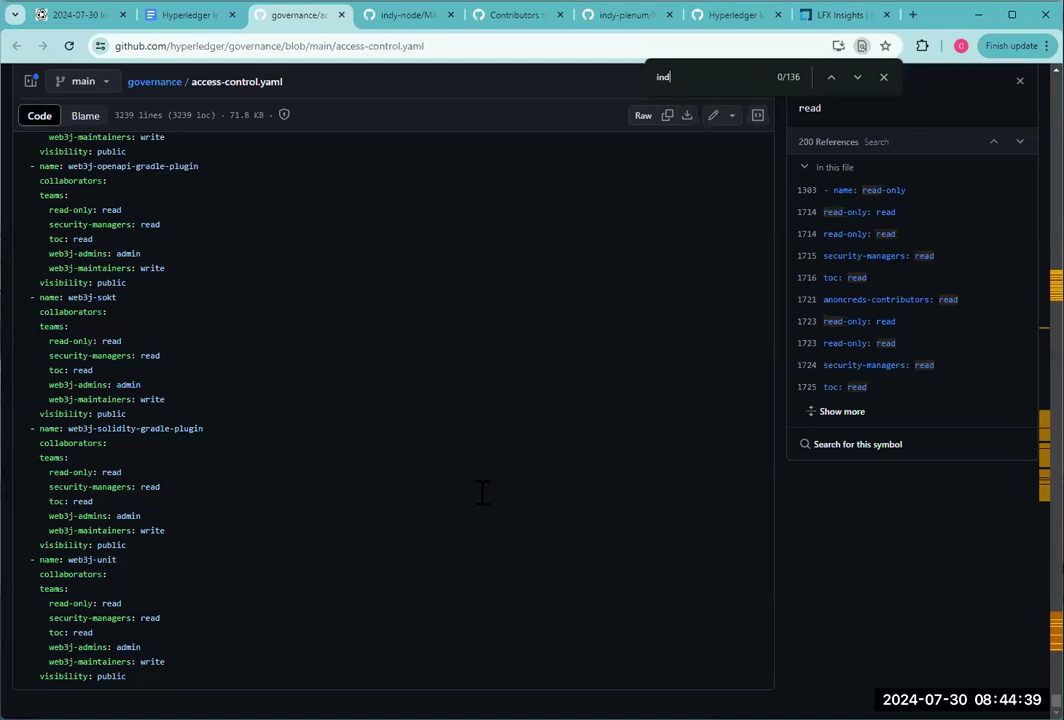 2024-07-30 In
Hyperledger In
governance/ac
indy-node/MA
Contributors to
indy-plenum/M
Hyperledger In
LFX Insights |
github.com/hyperledger/governance/blob/main/access-control.yaml
C
Finish update
ind
0/136
main
governance / access-control.yaml
Code
Blame
3239 lines (3239 loc) · 71.8 KB
Raw
web3j-maintainers: write
visibility: public
- name: web3j-openapi-gradle-plugin
collaborators:
teams:
read-only: read
security-managers: read
toc: read
web3j-admins: admin
web3j-maintainers: write
visibility: public
- name: web3j-sokt
collaborators:
teams:
read-only: read
security-managers: read
toc: read
web3j-admins: admin
web3j-maintainers: write
visibility: public
- name: web3j-solidity-gradle-plugin
collaborators:
teams:
read-only: read
security-managers: read
toc: read
web3j-admins: admin
web3j-maintainers: write
visibility: public
- name: web3j-unit
collaborators:
teams:
read-only: read
security-managers: read
toc: read
web3j-admins: admin
web3j-maintainers: write
visibility: public
read
200 References Search
In this file
1303 - name: read-only
1714 read-only: read
1714 read-only: read
1715 security-managers: read
1716 toc: read
1721 anoncreds-contributors: read
1723 read-only: read
1723 read-only: read
1724 security-managers: read
1725 toc: read
Show more
Search for this symbol
2024-07-30 08:44:39